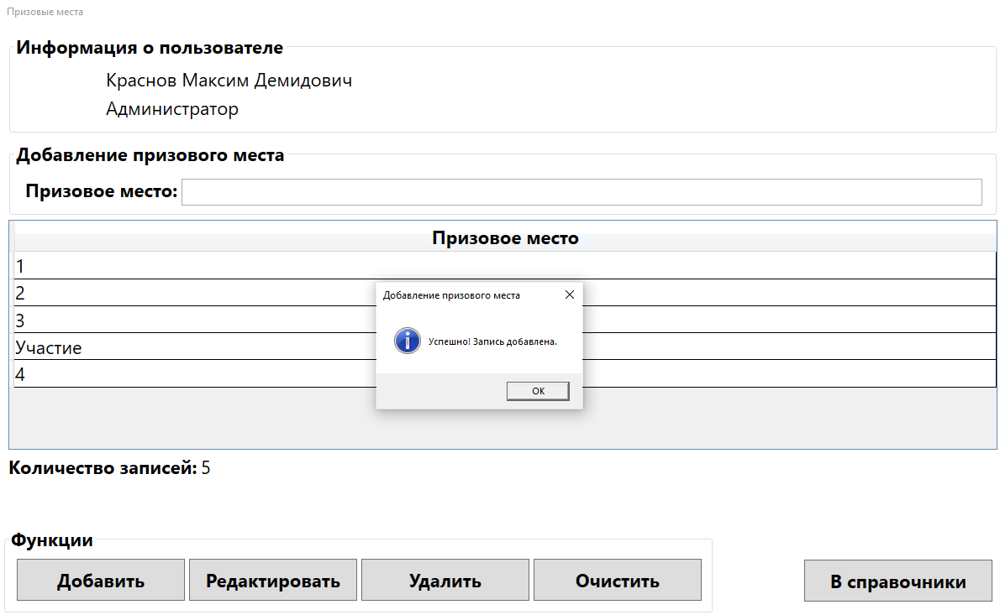 Призовые места
Информация о пользователе
Краснов Максим Демидович
Администратор
Добавление призового места
Призовое место:
Призовое место
1
2
3
Участие
4
Добавление призового места
Успешно! Запись добавлена.
ОК
Количество записей: 5
Функции
Добавить Редактировать Удалить Очистить В справочники